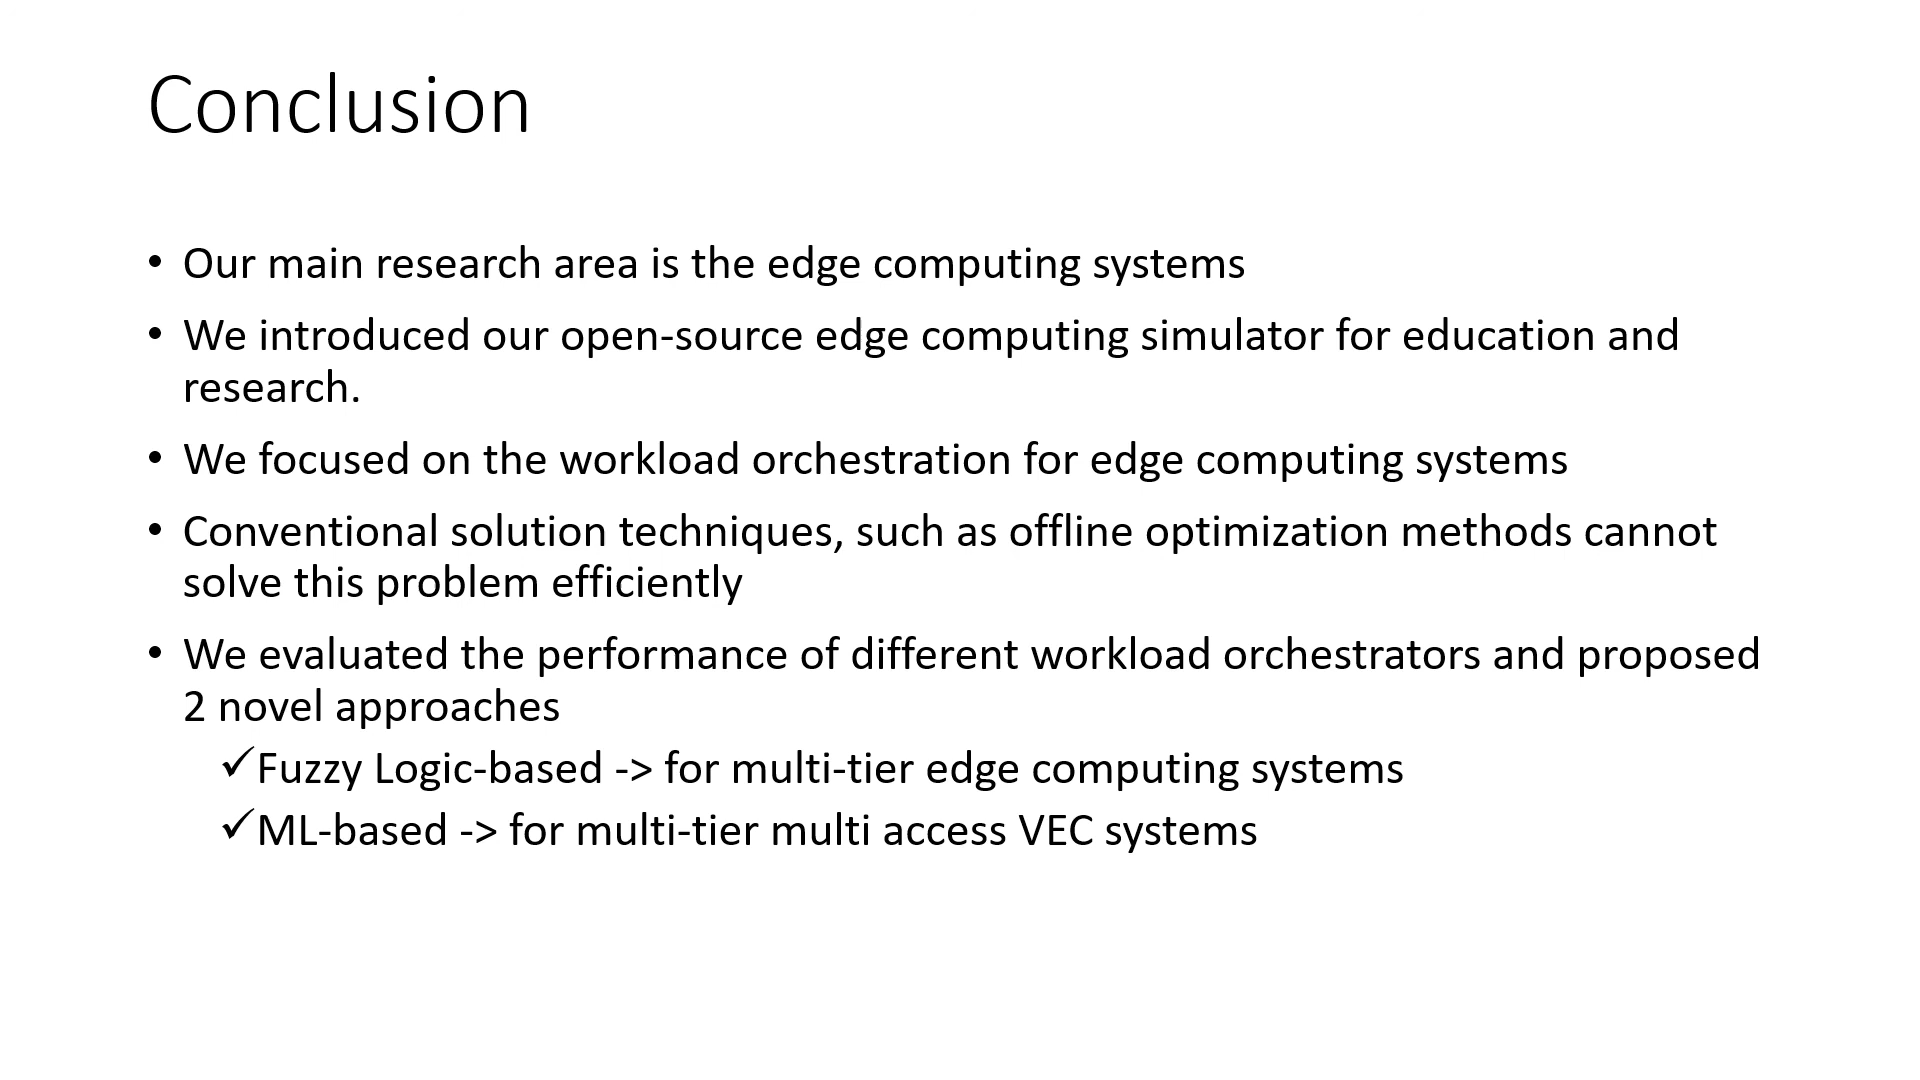 Conclusion
• Our main research area is the edge computing systems
• We introduced our open-source edge computing simulator for education and
research.
• We focused on the workload orchestration for edge computing systems
• Conventional solution techniques, such as offline optimization methods cannot
solve this problem efficiently
• We evaluated the performance of different workload orchestrators and proposed
2 novel approaches
✓Fuzzy Logic-based -> for multi-tier edge computing systems
✓ML-based -> for multi-tier multi access VEC systems